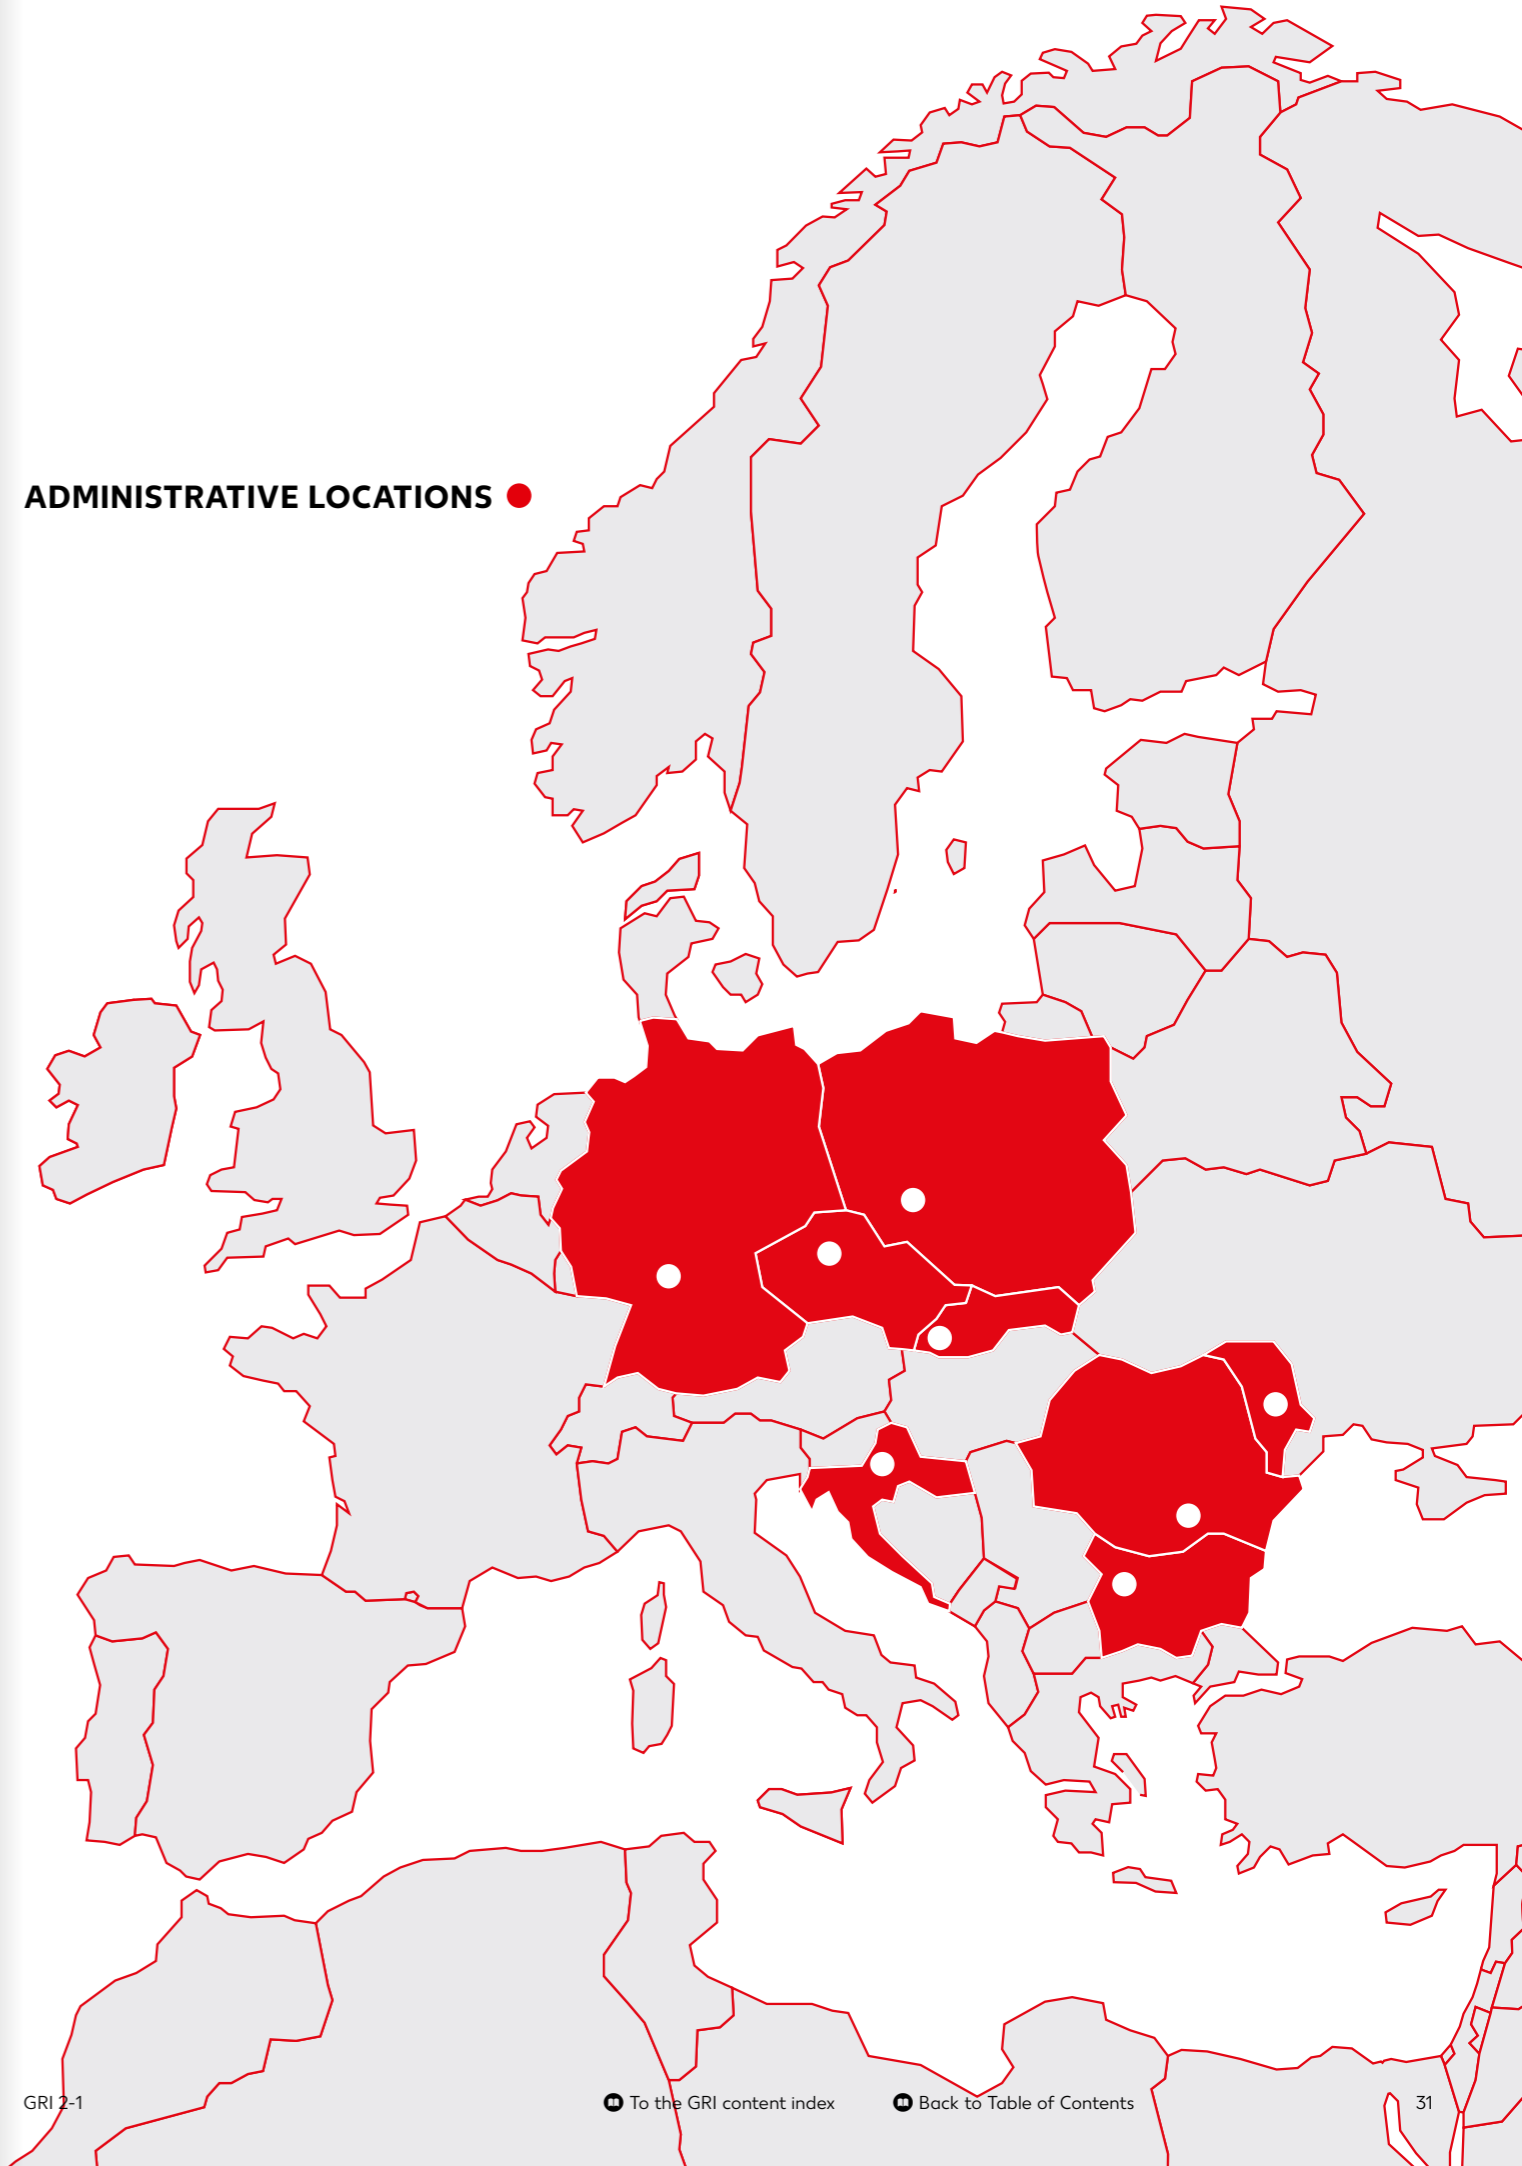 ADMINISTRATIVE LOCATIONS
GRI 2-1
To the GRI content index
Back to Table of Contents
31